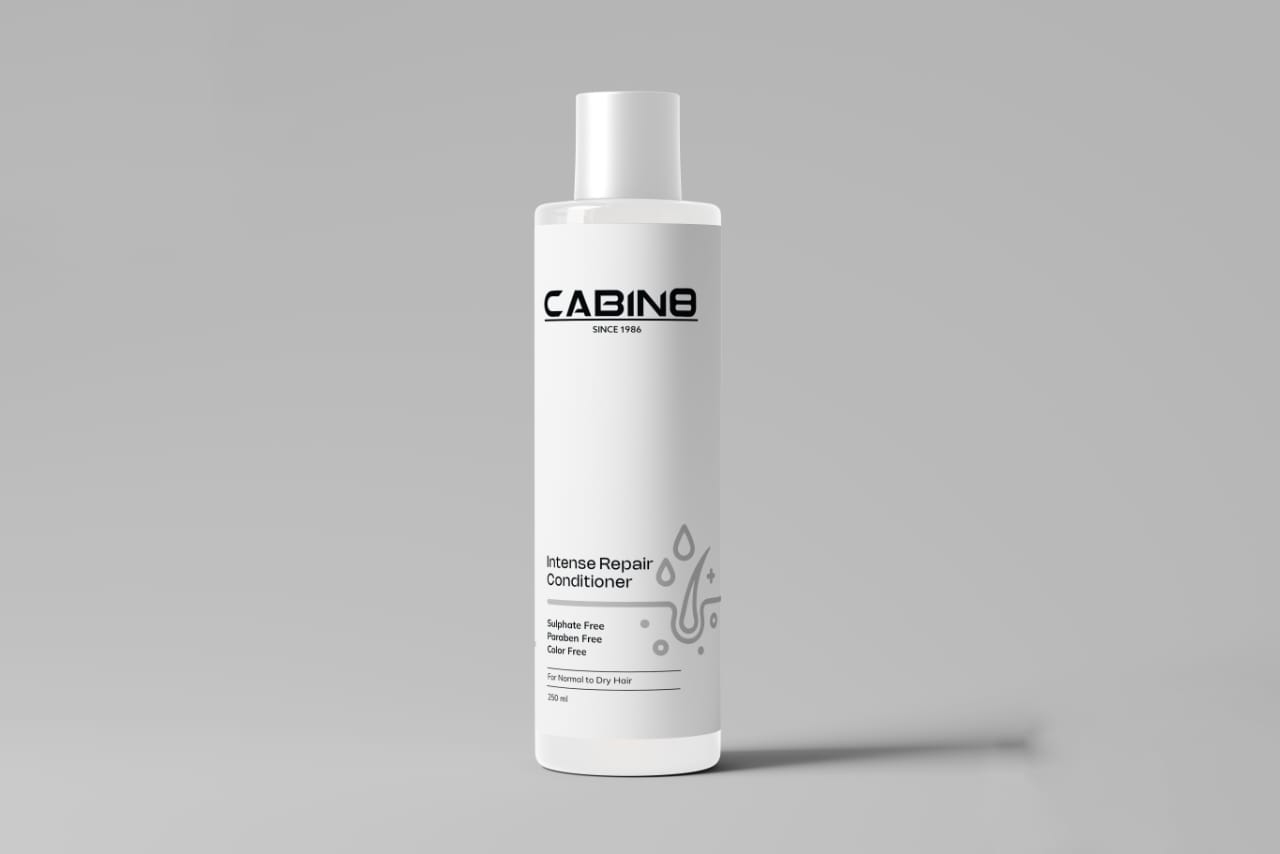 CABIN8
SINCE 1986
Intense Repair
Conditioner
Sulphate Free
Paraben Free
Color Free
For Normal to Dry Hair
250 ml